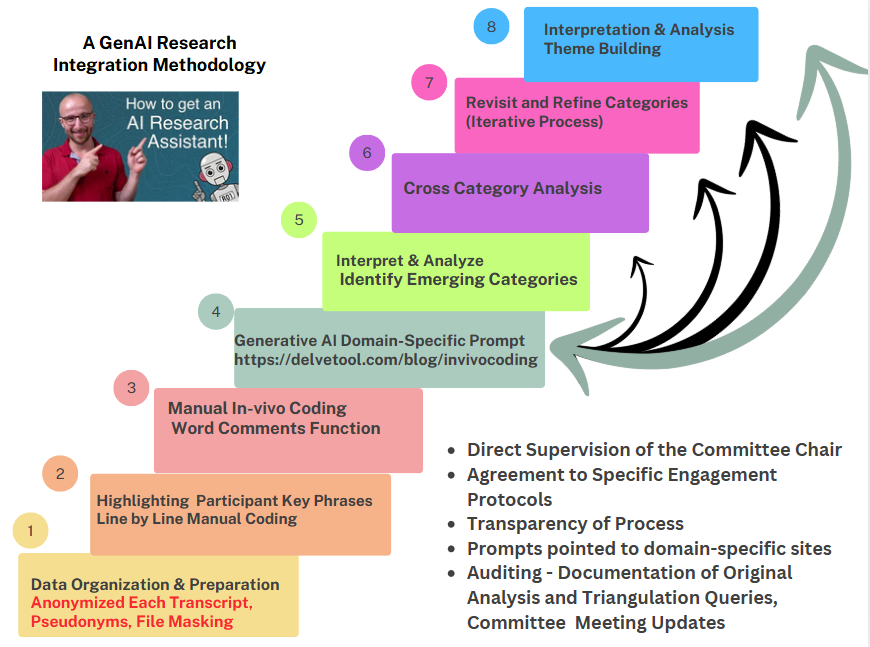 A GenAI Research
Integration Methodology
How to get an
AI Research
Assistant!
8
Interpretation & Analysis
Theme Building
7
Revisit and Refine Categories
(Iterative Process)
6
Cross Category Analysis
5
Interpret & Analyze
Identify Emerging Categories
4
Generative AI Domain-Specific Prompt
https://delvetool.com/blog/invivocoding
3
Manual In-vivo Coding
Word Comments Function
2
Highlighting Participant Key Phrases
Line by Line Manual Coding
1
Data Organization & Preparation
Anonymized Each Transcript,
Pseudonyms, File Masking
• Direct Supervision of the Committee Chair
• Agreement to Specific Engagement
Protocols
• Transparency of Process
• Prompts pointed to domain-specific sites
• Auditing - Documentation of Original
Analysis and Triangulation Queries,
Committee Meeting Updates